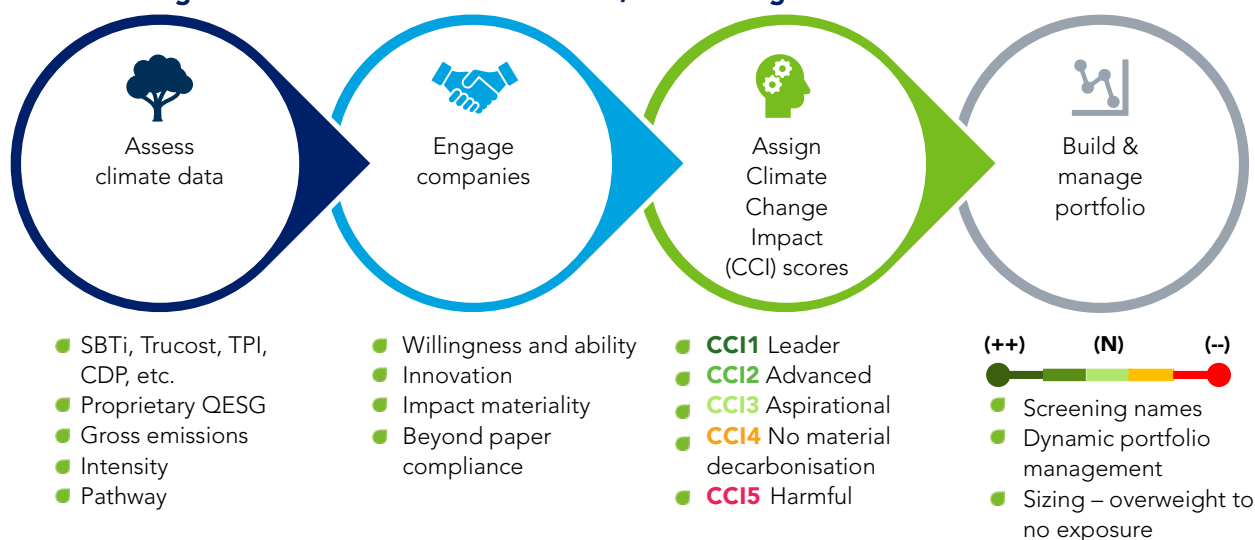 Assess
climate data
Engage
companies
Assign
Climate
Change
Impact
(CCI) scores
Build &
manage
portfolio
SBTi, Trucost, TPI,
CDP, etc.
Proprietary QESG
Gross emissions
Intensity
Pathway
Willingness and ability
Innovation
Impact materiality
Beyond paper
compliance
CCI1 Leader
CCI2 Advanced
CCI3 Aspirational
CCI4 No material
decarbonisation
CCI5 Harmful
(++) (N) (--)
Screening names
Dynamic portfolio
management
Sizing – overweight to
no exposure